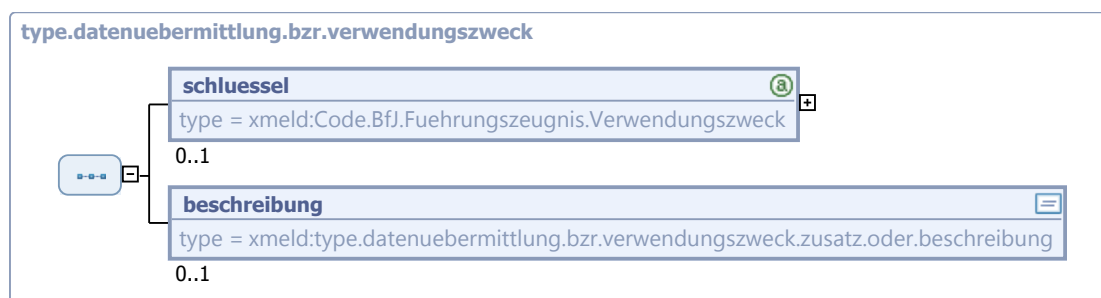 type.datenuebermittlung.bzr.verwendungszweck
schluessel
type = xmeld:Code.BfJ.Fuehrungszeugnis.Verwendungszweck
0..1
beschreibung
type = xmeld:type.datenuebermittlung.bzr.verwendungszweck.zusatz.oder.beschreibung
0..1